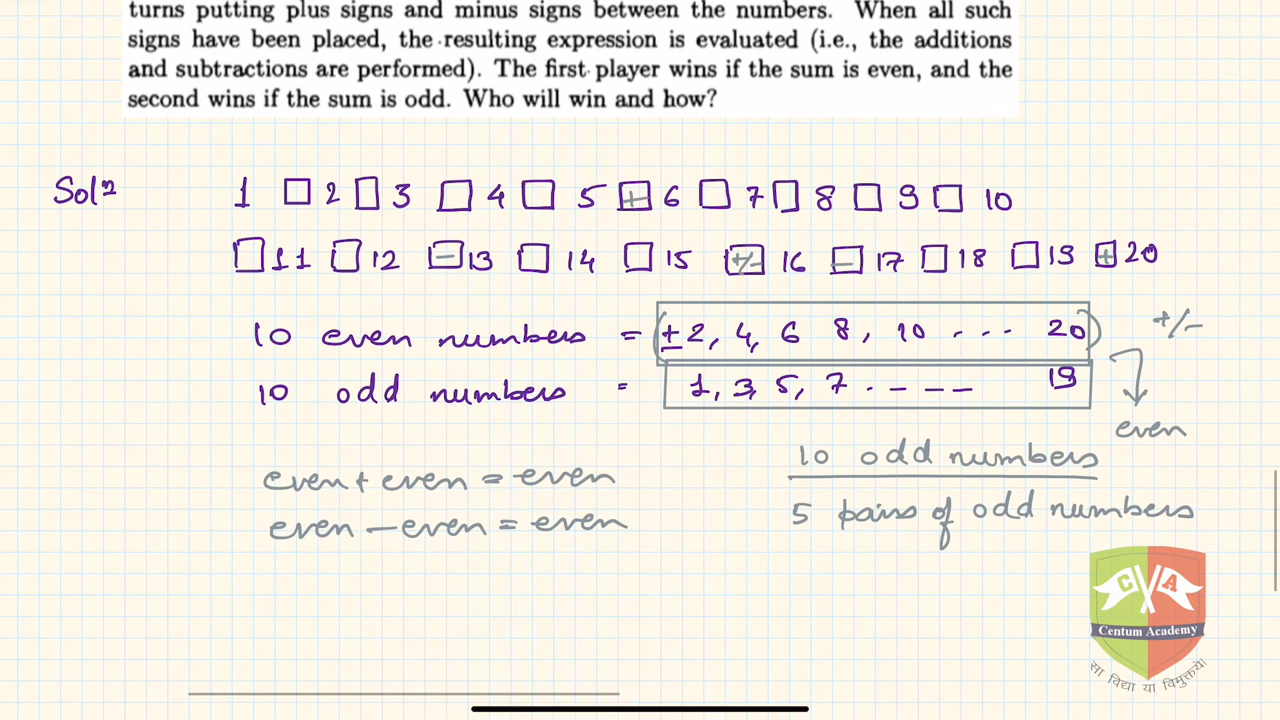 turns putting plus signs and minus signs between the numbers. When all such
signs have been placed, the resulting expression is evaluated (i.e., the additions
and subtractions are performed). The first player wins if the sum is even, and the
second wins if the sum is odd. Who will win and how?
Solⁿ 1 □ 2 □ 3 □ 4 □ 5 + 6 □ 7 □ 8 □ 9 □ 10
□ 11 □ 12 - 13 □ 14 □ 15 +/- 16 - 17 □ 18 □ 19 + 20
10 even numbers = (± 2, 4, 6 8, 10 ... 20) +/-
10 odd numbers = 1, 3, 5, 7 . - - - 19
even
10 odd numbers
even + even = even
5 pairs of odd numbers
even - even = even
C A
Centum Academy
सा विद्या या विमुक्तये।